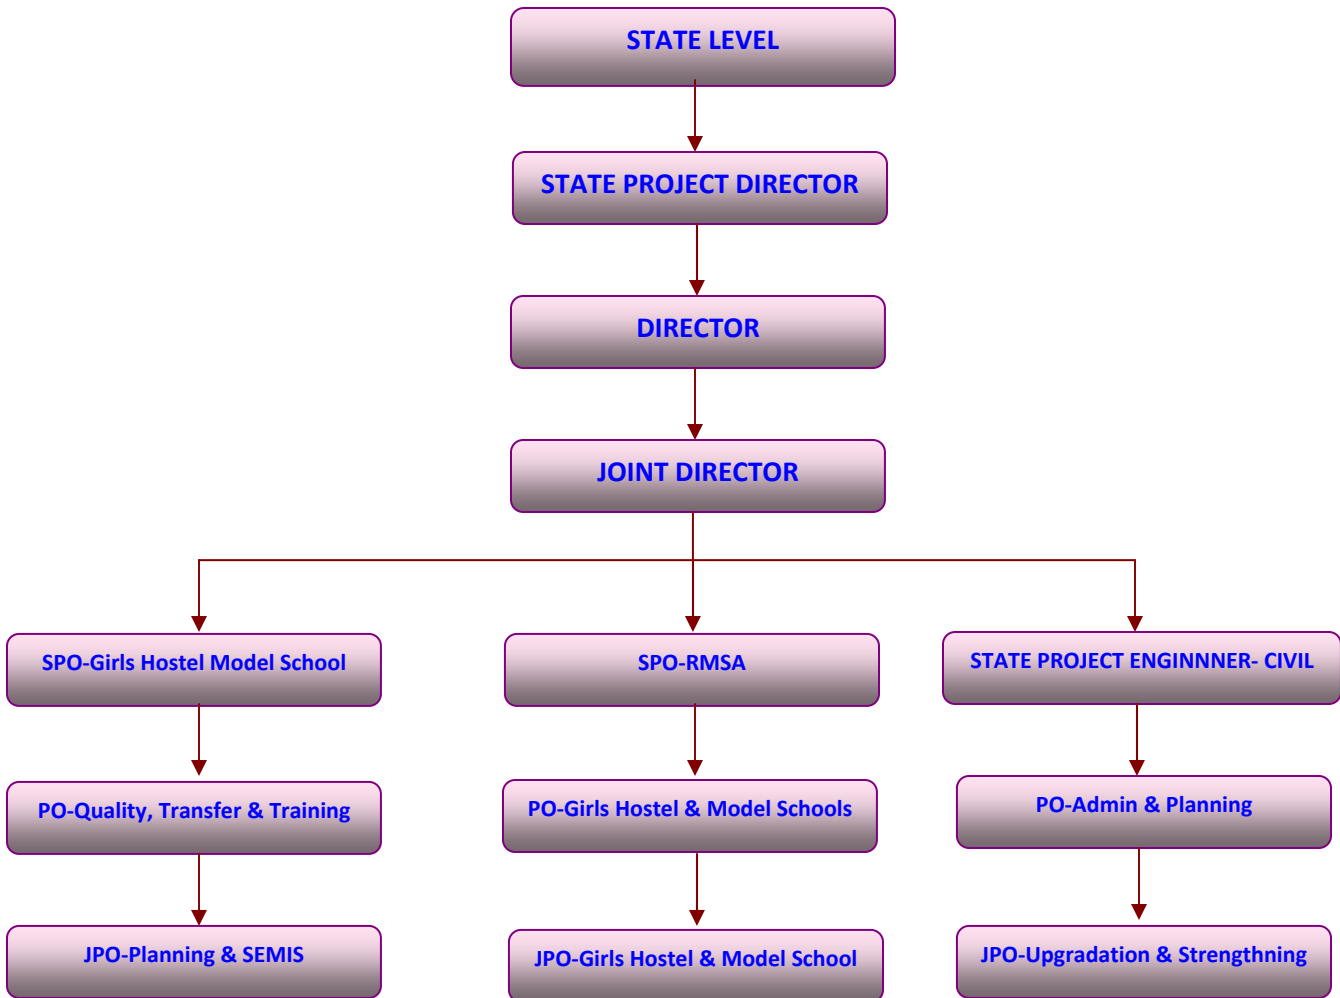 STATE LEVEL
STATE PROJECT DIRECTOR
DIRECTOR
JOINT DIRECTOR
SPO-Girls Hostel Model School
SPO-RMSA
STATE PROJECT ENGINNNER- CIVIL
PO-Quality, Transfer & Training
PO-Girls Hostel & Model Schools
PO-Admin & Planning
JPO-Planning & SEMIS
JPO-Girls Hostel & Model School
JPO-Upgradation & Strengthning